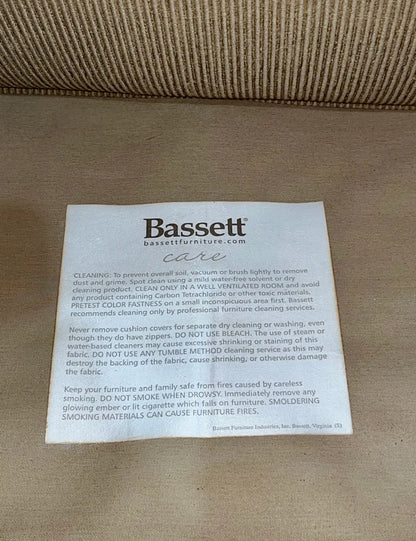 Bassett®
bassettfurniture.com
care
CLEANING: To prevent overall soil, vacuum or brush lightly to remove
dust and grime. Spot clean using a mild water-free solvent or dry
cleaning product. CLEAN ONLY IN A WELL VENTILATED ROOM and avoid
any product containing Carbon Tetrachloride or other toxic materials.
PRETEST COLOR FASTNESS on a small inconspicuous area first. Bassett
recommends cleaning only by professional furniture cleaning services.
Never remove cushion covers for separate dry cleaning or washing, even
though they do have zippers. DO NOT USE BLEACH. The use of steam or
water-based cleaners may cause excessive shrinking or staining of this
fabric. DO NOT USE ANY TUMBLE METHOD cleaning service as this may
destroy the backing of the fabric, cause shrinking, or otherwise damage
the fabric.
Keep your furniture and family safe from fires caused by careless
smoking. DO NOT SMOKE WHEN DROWSY. Immediately remove any
glowing ember or lit cigarette which falls on furniture. SMOLDERING
SMOKING MATERIALS CAN CAUSE FURNITURE FIRES.
Bassett Furniture Industries, Inc. Bassett, Virginia